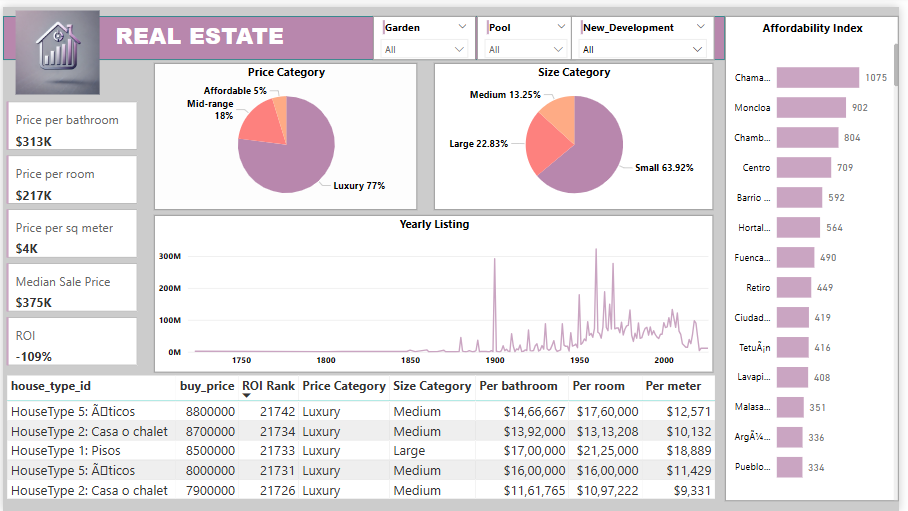 REAL ESTATE
Garden
All
Pool
All
New_Development
All
Price per bathroom
$313K
Price per room
$217K
Price per sq meter
$4K
Median Sale Price
$375K
ROI
-109%
Price Category
Affordable 5%
Mid-range
18%
Luxury 77%
Size Category
Medium 13.25%
Large 22.83%
Small 63.92%
Yearly Listing
300M
200M
100M
0M
1750 1800 1850 1900 1950 2000
house_type_id buy_price ROI Rank Price Category Size Category Per bathroom Per room Per meter
HouseType 5: Ã�ticos 8800000 21742 Luxury Medium $14,66,667 $17,60,000 $12,571
HouseType 2: Casa o chalet 8700000 21734 Luxury Medium $13,92,000 $13,13,208 $10,132
HouseType 1: Pisos 8500000 21733 Luxury Large $17,00,000 $21,25,000 $18,889
HouseType 5: Ã�ticos 8000000 21731 Luxury Medium $16,00,000 $16,00,000 $11,429
HouseType 2: Casa o chalet 7900000 21726 Luxury Medium $11,61,765 $10,97,222 $9,331
Affordability Index
Chama... 1075
Moncloa 902
Chamb... 804
Centro 709
Barrio ... 592
Hortal... 564
Fuenca... 490
Retiro 449
Ciudad... 419
TetuÃ¡n 416
Lavapi... 408
Malasa... 351
ArgÃ¼... 336
Pueblo... 334